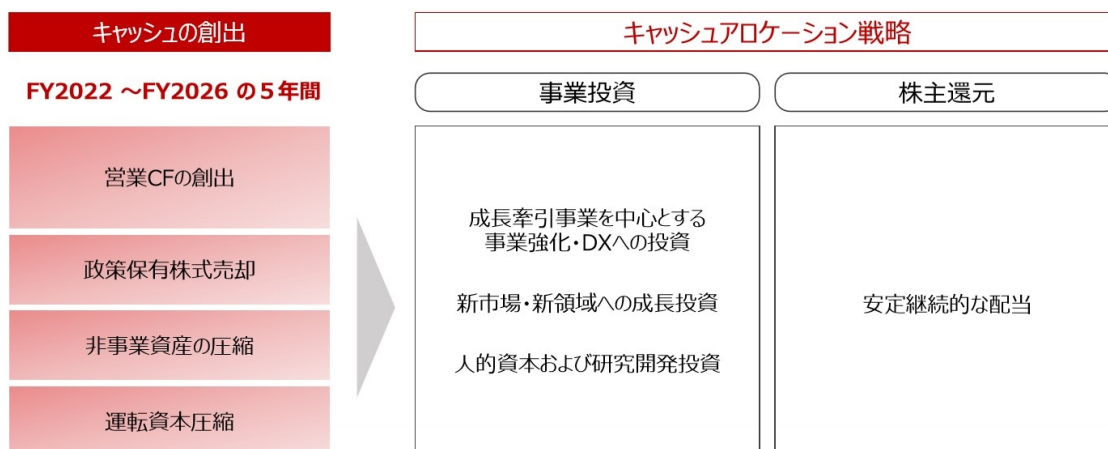 キャッシュの創出
FY2022 ～FY2026 の５年間
営業CFの創出
政策保有株式売却
非事業資産の圧縮
運転資本圧縮
キャッシュアロケーション戦略
事業投資
成長牽引事業を中心とする
事業強化・DXへの投資
新市場・新領域への成長投資
人的資本および研究開発投資
株主還元
安定継続的な配当